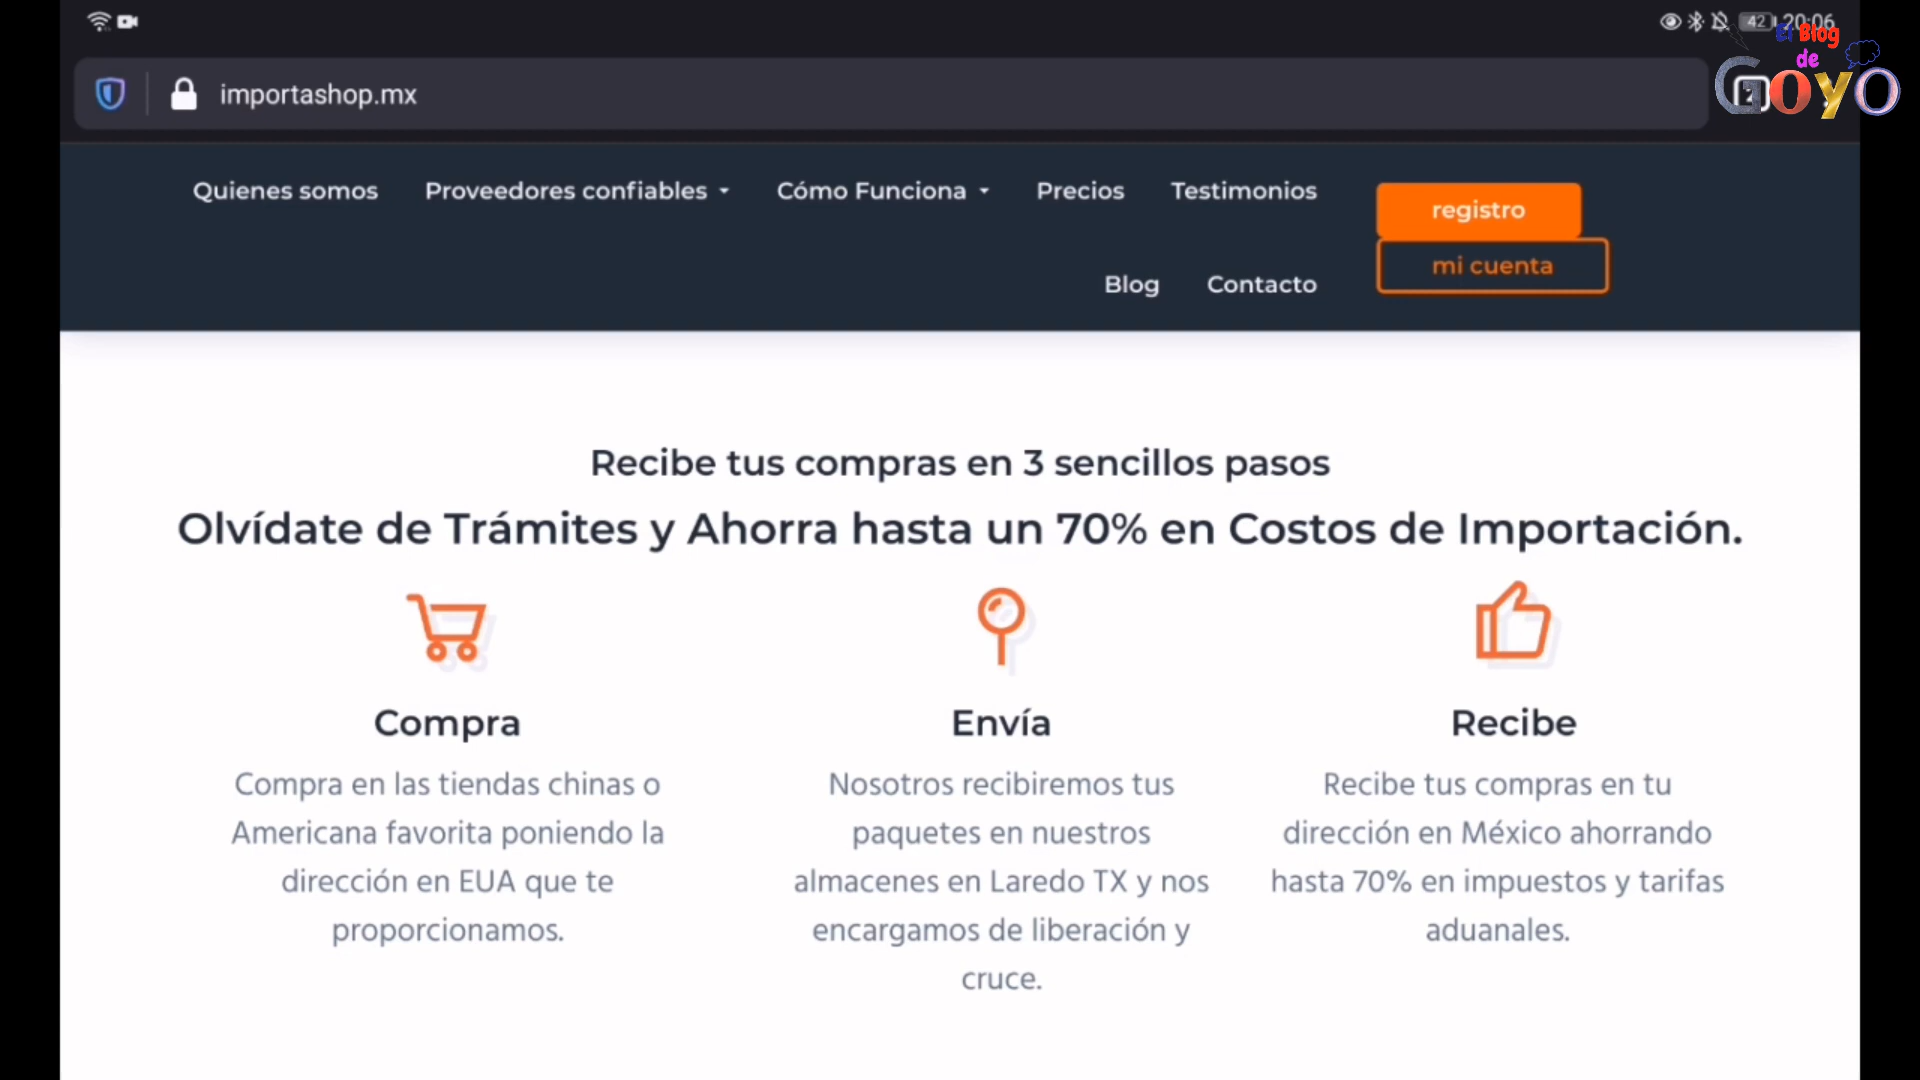 42 20:06
El Blog
de
Goyo
importashop.mx
Quienes somos Proveedores confiables Cómo Funciona Precios Testimonios registro
Blog Contacto mi cuenta
Recibe tus compras en 3 sencillos pasos
Olvídate de Trámites y Ahorra hasta un 70% en Costos de Importación.
Compra
Compra en las tiendas chinas o
Americana favorita poniendo la
dirección en EUA que te
proporcionamos.
Envía
Nosotros recibiremos tus
paquetes en nuestros
almacenes en Laredo TX y nos
encargamos de liberación y
cruce.
Recibe
Recibe tus compras en tu
dirección en México ahorrando
hasta 70% en impuestos y tarifas
aduanales.